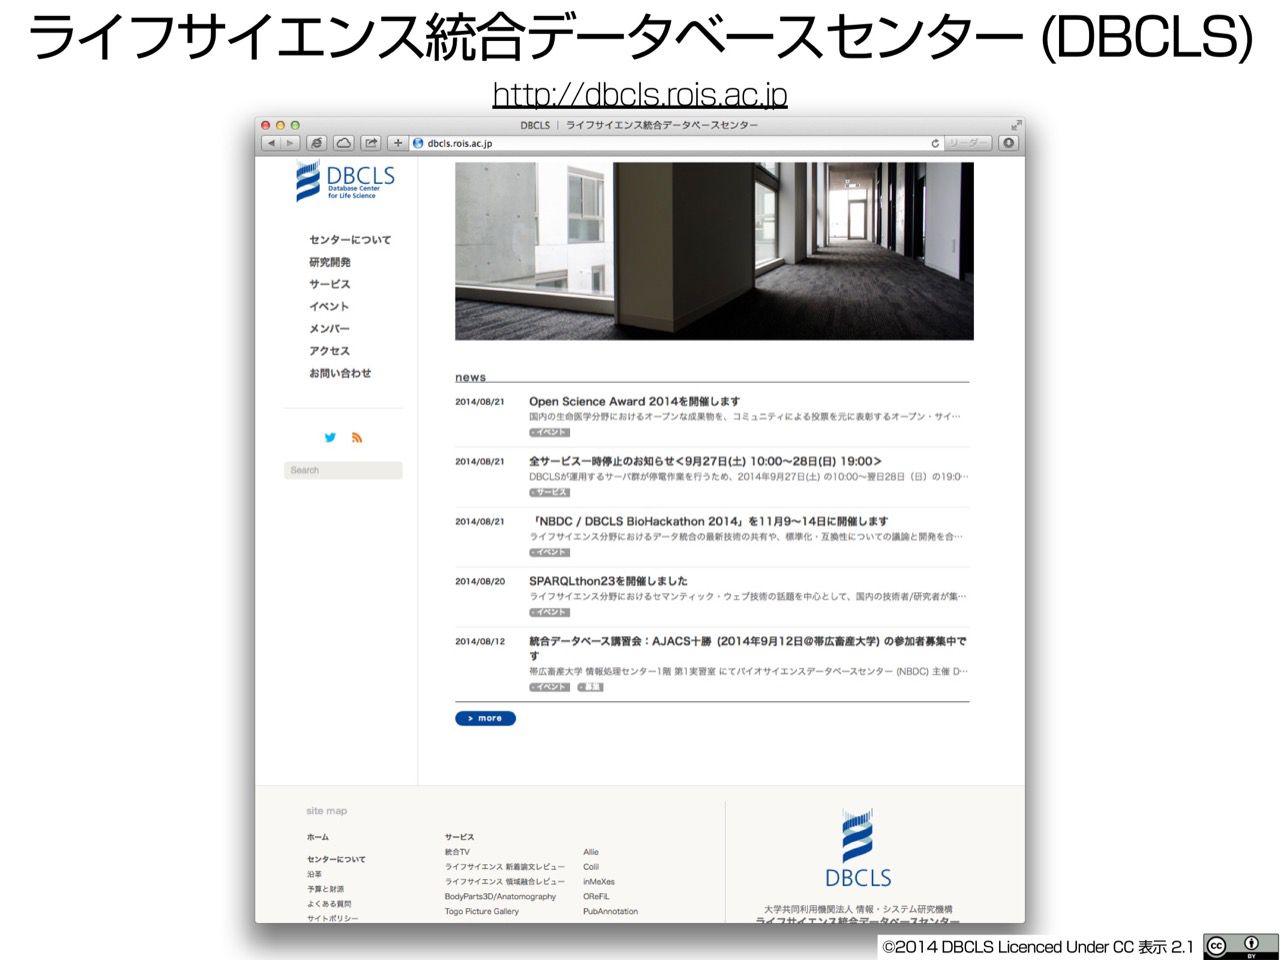 ライフサイエンス統合データベースセンター (DBCLS)
http://dbcls.rois.ac.jp
DBCLS | ライフサイエンス統合データベースセンター
dbcls.rois.ac.jp
リーダー
DBCLS
Database Center
for Life Science
センターについて
研究開発
サービス
イベント
メンバー
アクセス
お問い合わせ
Search
news
2014/08/21
Open Science Award 2014を開催します
国内の生命医学分野におけるオープンな成果物を、コミュニティによる投票を元に表彰するオープン・サイ…
イベント
2014/08/21
全サービス一時停止のお知らせ<9月27日(土) 10:00〜28日(日) 19:00>
DBCLSが運用するサーバ群が停電作業を行うため、2014年9月27日(土) の10:00〜翌日28日（日）の19:0…
サービス
2014/08/21
「NBDC / DBCLS BioHackathon 2014」を11月9〜14日に開催します
ライフサイエンス分野におけるデータ統合の最新技術の共有や、標準化・互換性についての議論と開発を合…
イベント
2014/08/20
SPARQLthon23を開催しました
ライフサイエンス分野におけるセマンティック・ウェブ技術の話題を中心として、国内の技術者/研究者が集…
イベント
2014/08/12
統合データベース講習会：AJACS十勝 (2014年9月12日@帯広畜産大学) の参加者募集中で
す
帯広畜産大学 情報処理センター1階 第1実習室 にてバイオサイエンスデータベースセンター (NBDC) 主催 D…
イベント 募集
> more
site map
ホーム
センターについて
沿革
予算と財源
よくある質問
サイトポリシー
サービス
統合TV
ライフサイエンス 新着論文レビュー
ライフサイエンス 領域融合レビュー
BodyParts3D/Anatomography
Togo Picture Gallery
Allie
Colil
inMeXes
OReFiL
PubAnnotation
DBCLS
大学共同利用機関法人 情報・システム研究機構
ライフサイエンス統合データベースセンター
©2014 DBCLS Licenced Under CC 表示 2.1
cc
BY